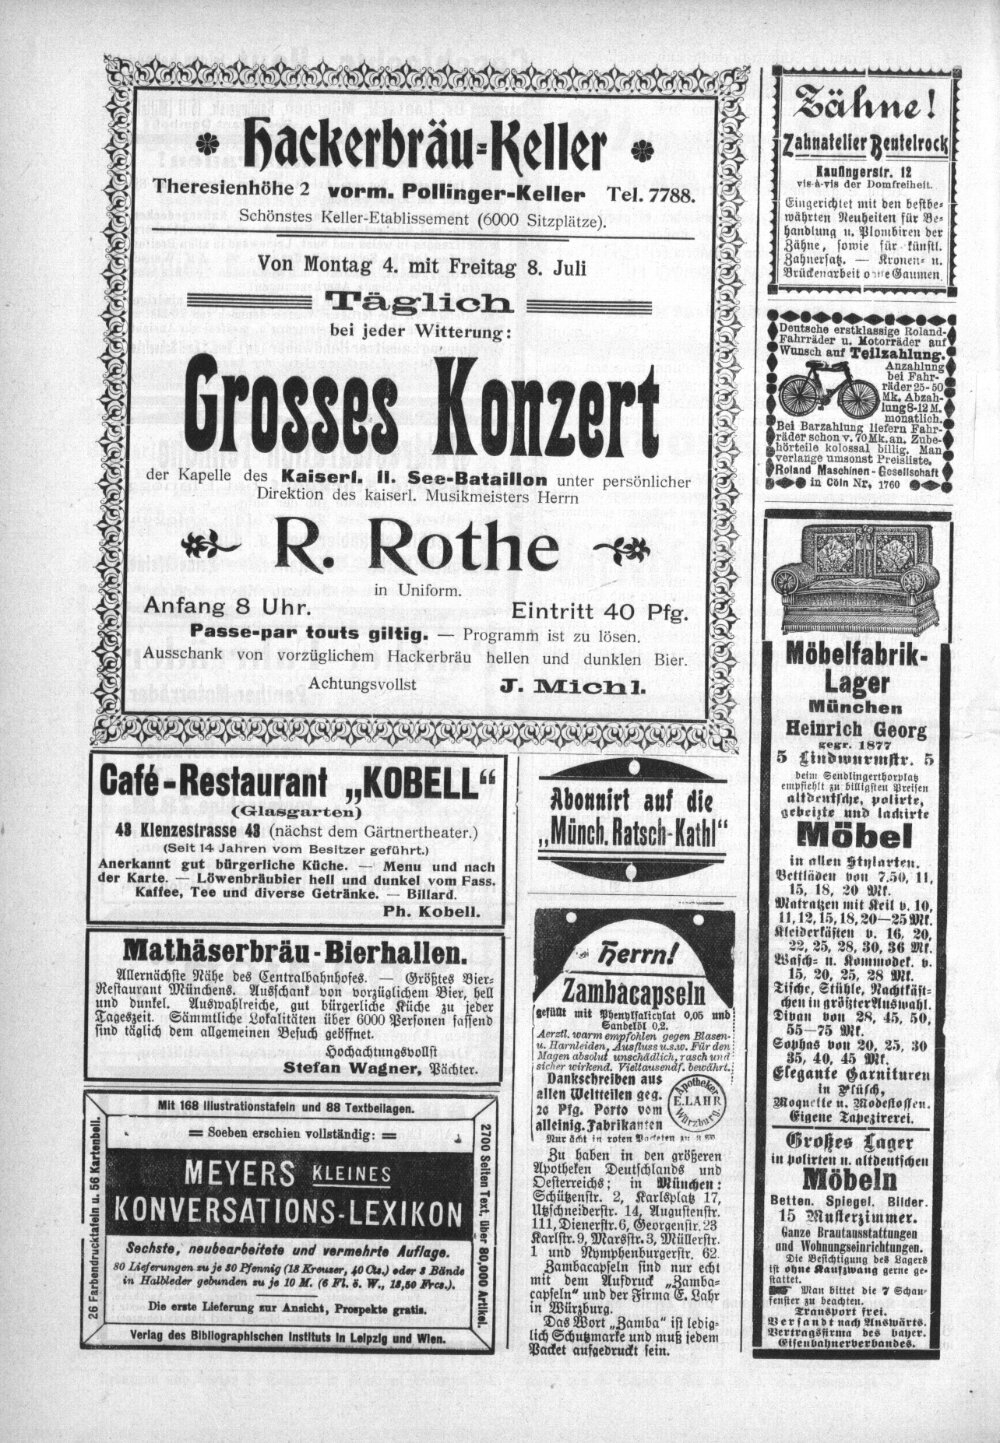 Hackerbräu-Keller
Theresienhöhe 2 vorm. Pollinger-Keller Tel. 7788.
Schönstes Keller-Etablissement (6000 Sitzplätze).
Von Montag 4. mit Freitag 8. Juli
Täglich
bei jeder Witterung:
Grosses Konzert
der Kapelle des Kaiserl. II. See-Bataillon unter persönlicher
Direktion des kaiserl. Musikmeisters Herrn
R. Rothe
in Uniform.
Anfang 8 Uhr. Eintritt 40 Pfg.
Passe-par touts giltig. — Programm ist zu lösen.
Ausschank von vorzüglichem Hackerbräu hellen und dunklen Bier.
Achtungsvollst J. Michl.
Café-Restaurant „KOBELL“
(Glasgarten)
43 Klenzestrasse 43 (nächst dem Gärtnertheater.)
(Seit 14 Jahren vom Besitzer geführt.)
Anerkannt gut bürgerliche Küche. — Menu und nach
der Karte. — Löwenbräubier hell und dunkel vom Fass.
Kaffee, Tee und diverse Getränke. — Billard.
Ph. Kobell.
Mathäserbräu-Bierhallen.
Allernächste Nähe des Centralbahnhofes. — Größtes Bier-
Restaurant Münchens. Ausschank von vorzüglichem Bier, hell
und dunkel. Auswahlreiche, gut bürgerliche Küche zu jeder
Tageszeit. Sämmtliche Lokalitäten über 6000 Personen fassend
sind täglich dem allgemeinen Besuch geöffnet.
Hochachtungsvollst
Stefan Wagner, Pächter.
Mit 168 Illustrationstafeln und 88 Textbeilagen.
26 Farbendrucktafeln u. 56 Kartenbeil.
Soeben erschien vollständig:
MEYERS KLEINES
KONVERSATIONS-LEXIKON
Sechste, neubearbeitete und vermehrte Auflage.
80 Lieferungen zu je 30 Pfennig (18 Kreuzer, 40 Cts.) oder 3 Bände
in Halbleder gebunden zu je 10 M. (6 Fl. ö. W., 13,50 Frcs.).
Die erste Lieferung zur Ansicht, Prospekte gratis.
2700 Seiten Text, über 80,000 Artikel.
Verlag des Bibliographischen Instituts in Leipzig und Wien.
Abonnirt auf die
„Münch. Ratsch-Kathl“
Herrn!
Zambacapseln
gefüllt mit Phenylsalicylat 0,05 und
Sandelöl 0,2.
Aerztl. warm empfohlen gegen Blasen-
u. Harnleiden, Ausfluss u.s.w. Für den
Magen absolut unschädlich, rasch und
sicher wirkend. Vieltausendf. bewährt.
Dankschreiben aus
allen Weltteilen geg.
20 Pfg. Porto vom
alleinig. Fabrikanten
Apotheker
E. LAHR
Würzburg.
Nur ächt in roten Packeten zu
Zu haben in den größeren
Apotheken Deutschlands und
Oesterreichs; in München:
Schützenstr. 2, Karlsplatz 17,
Utzschneiderstr. 14, Augustenstr.
111, Dienerstr. 6, Georgenstr. 23
Karlstr. 9, Marsstr. 3, Müllerstr.
1 und Nymphenburgerstr. 62.
Zambacapseln sind nur echt
mit dem Aufdruck „Zamba-
capseln“ und der Firma E. Lahr
in Würzburg.
Das Wort „Zamba“ ist ledig-
lich Schutzmarke und muß jedem
Packet aufgedruckt sein.
Zähne!
Zahnatelier Bentelrock
Kaufingerstr. 12
vis-à-vis der Domfreiheit.
Eingerichtet mit den bestbe-
währten Neuheiten für Be-
handlung u. Plombiren der
Zähne, sowie für künstl.
Zahnersatz. — Kronen- u.
Brückenarbeit ohne Gaumen.
Deutsche erstklassige Roland-
Fahrräder u. Motorräder auf
Wunsch auf Teilzahlung.
Anzahlung
bei Fahr-
räder 25-50
Mk. Abzah-
lung 8-12 M.
monatlich.
Bei Barzahlung liefern Fahr-
räder schon v. 70 Mk. an. Zube-
hörteile kolossal billig. Man
verlange umsonst Preisliste.
Roland Maschinen-Gesellschaft
in Cöln Nr. 1760
Möbelfabrik-
Lager
München
Heinrich Georg
gegr. 1877
5 Lindwurmstr. 5
beim Sendlingerthorplatz
empfiehlt zu billigsten Preisen
altdeutsche, polirte,
gebeizte und lackirte
Möbel
in allen Stylarten.
Bettläden von 7.50, 11,
15, 18, 20 Mk.
Matratzen mit Keil v. 10,
11, 12, 15, 18, 20—25 Mk.
Kleiderkästen v. 16, 20,
22, 25, 28, 30, 36 Mk.
Wasch- u. Kommodek. v.
15, 20, 25, 28 Mk.
Tische, Stühle, Nachtkäst-
chen in größter Auswahl.
Divan von 28, 45, 50,
55—75 Mk.
Sophas von 20, 25, 30
35, 40, 45 Mk.
Elegante Garnituren
in Plüsch,
Moquette u. Modestoffen.
Eigene Tapezirerei.
Großes Lager
in polirten u. altdeutschen
Möbeln
Betten. Spiegel. Bilder.
15 Musterzimmer.
Ganze Brautausstattungen
und Wohnungseinrichtungen.
Die Besichtigung des Lagers
ist ohne Kaufzwang gerne ge-
stattet.
Man bittet die 7 Schau-
fenster zu beachten.
Transport frei.
Versandt nach Auswärts.
Vertragsfirma des bayer.
Eisenbahnerverbandes.